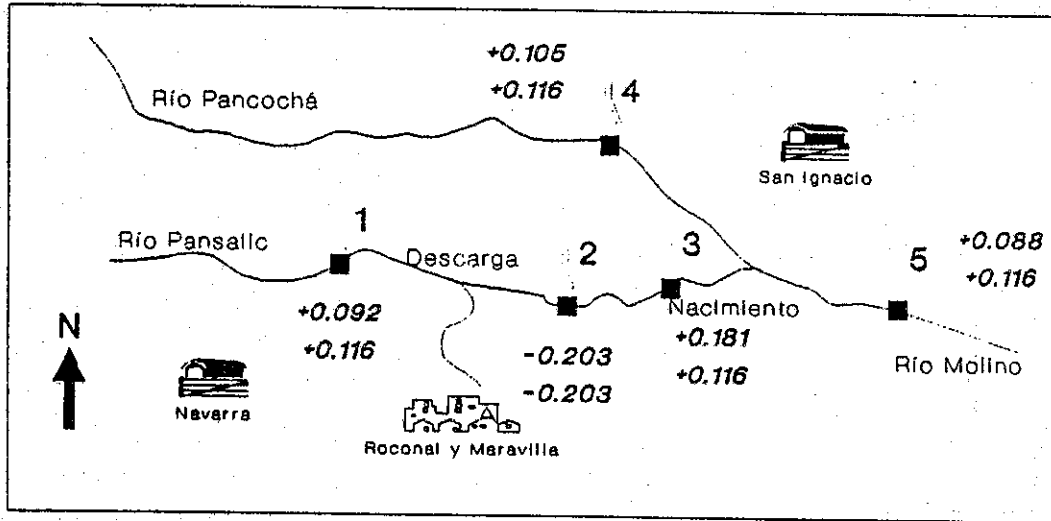 +0.105
+0.116
4
Río Pancochá
San Ignacio
1
Río Pansalic
Descarga
2
3
5
+0.088
+0.116
Nacimiento
+0.092
+0.116
-0.203
-0.203
+0.181
+0.116
Río Molino
N
Navarra
Roconal y Maravilla